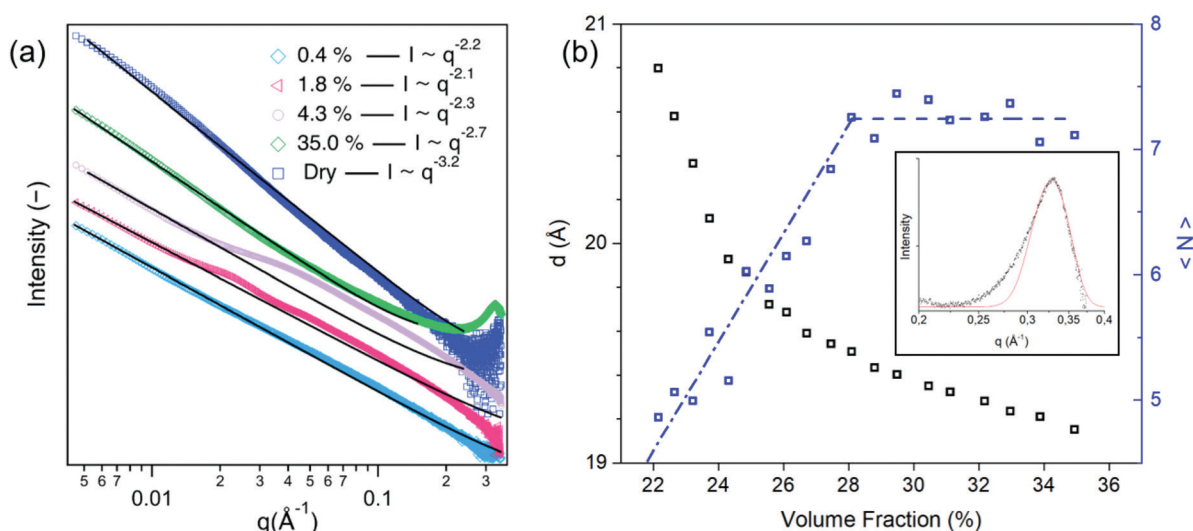 (a)
0.4 % — I ~ q-2.2
1.8 % — I ~ q-2.1
4.3 % — I ~ q-2.3
35.0 % — I ~ q-2.7
Dry — I ~ q-3.2
Intensity (–)
5 6 7 2 3 4 5 6 7 2 3
0.01 0.1
q(Å-1)
(b)
21
20
19
d (Å)
8
7
6
5
< N >
Intensity
0,2 0,25 0,3 0,35 0,4
q (Å-1)
22 24 26 28 30 32 34 36
Volume Fraction (%)